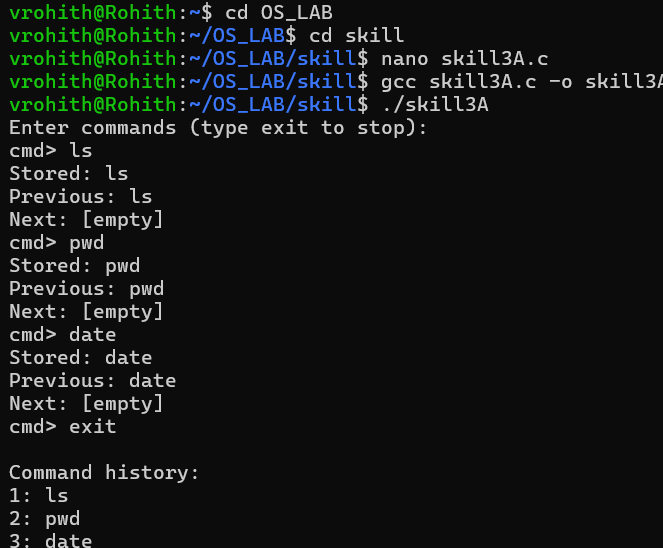 vrohith@Rohith:~$ cd OS_LAB
vrohith@Rohith:~/OS_LAB$ cd skill
vrohith@Rohith:~/OS_LAB/skill$ nano skill3A.c
vrohith@Rohith:~/OS_LAB/skill$ gcc skill3A.c -o skill3A
vrohith@Rohith:~/OS_LAB/skill$ ./skill3A
Enter commands (type exit to stop):
cmd> ls
Stored: ls
Previous: ls
Next: [empty]
cmd> pwd
Stored: pwd
Previous: pwd
Next: [empty]
cmd> date
Stored: date
Previous: date
Next: [empty]
cmd> exit
Command history:
1: ls
2: pwd
3: date